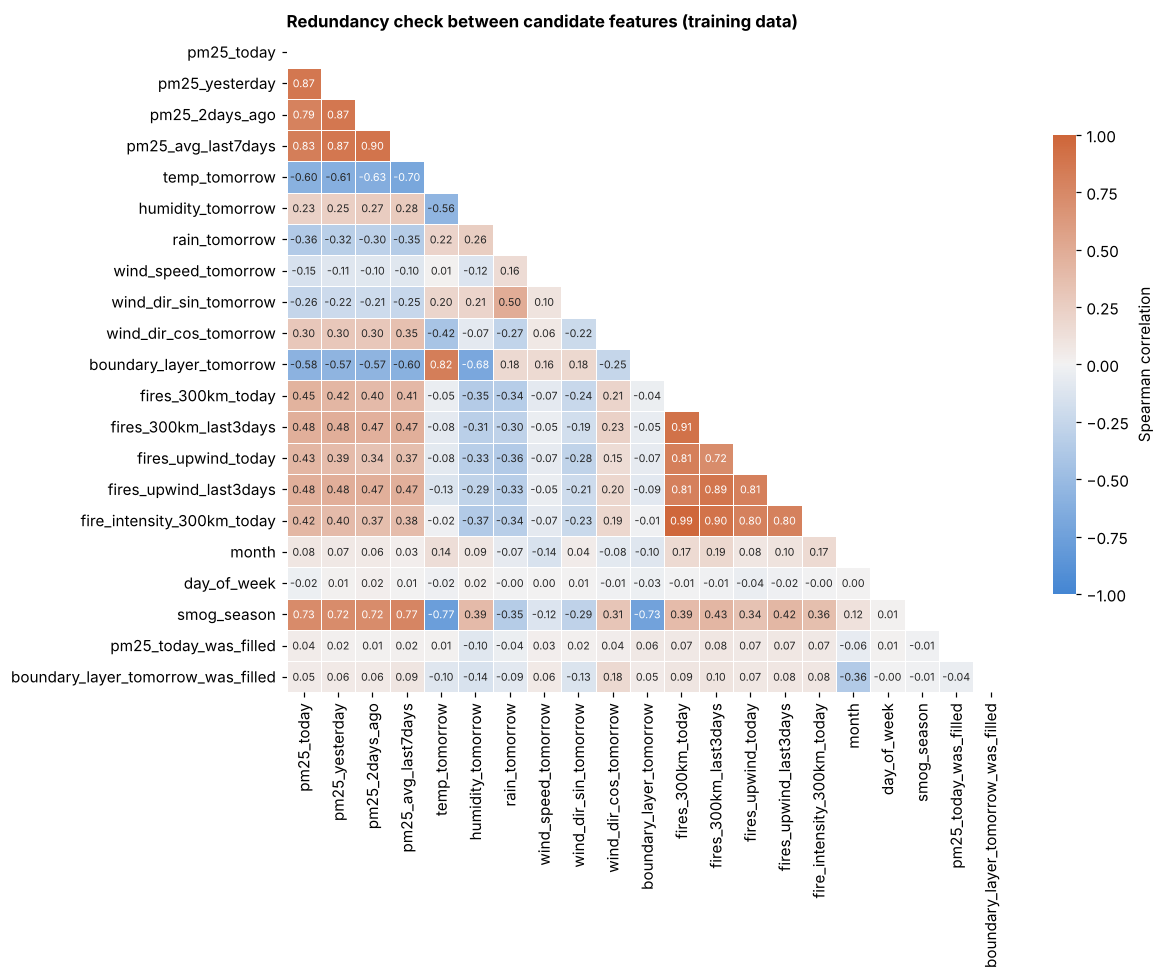 Redundancy check between candidate features (training data)
pm25_today
pm25_yesterday 0.87
pm25_2days_ago 0.79 0.87
pm25_avg_last7days 0.83 0.87 0.90
temp_tomorrow −0.60 −0.61 −0.63 −0.70
humidity_tomorrow 0.23 0.25 0.27 0.28 −0.56
rain_tomorrow −0.36 −0.32 −0.30 −0.35 0.22 0.26
wind_speed_tomorrow −0.15 −0.11 −0.10 −0.10 0.01 −0.12 0.16
wind_dir_sin_tomorrow −0.26 −0.22 −0.21 −0.25 0.20 0.21 0.50 0.10
wind_dir_cos_tomorrow 0.30 0.30 0.30 0.35 −0.42 −0.07 −0.27 0.06 −0.22
boundary_layer_tomorrow −0.58 −0.57 −0.57 −0.60 0.82 −0.68 0.18 0.16 0.18 −0.25
fires_300km_today 0.45 0.42 0.40 0.41 −0.05 −0.35 −0.34 −0.07 −0.24 0.21 −0.04
fires_300km_last3days 0.48 0.48 0.47 0.47 −0.08 −0.31 −0.30 −0.05 −0.19 0.23 −0.05 0.91
fires_upwind_today 0.43 0.39 0.34 0.37 −0.08 −0.33 −0.36 −0.07 −0.28 0.15 −0.07 0.81 0.72
fires_upwind_last3days 0.48 0.48 0.47 0.47 −0.13 −0.29 −0.33 −0.05 −0.21 0.20 −0.09 0.81 0.89 0.81
fire_intensity_300km_today 0.42 0.40 0.37 0.38 −0.02 −0.37 −0.34 −0.07 −0.23 0.19 −0.01 0.99 0.90 0.80 0.80
month 0.08 0.07 0.06 0.03 0.14 0.09 −0.07 −0.14 0.04 −0.08 −0.10 0.17 0.19 0.08 0.10 0.17
day_of_week −0.02 0.01 0.02 0.01 −0.02 0.02 −0.00 0.00 0.01 −0.01 −0.03 −0.01 −0.01 −0.04 −0.02 −0.00 0.00
smog_season 0.73 0.72 0.72 0.77 −0.77 0.39 −0.35 −0.12 −0.29 0.31 −0.73 0.39 0.43 0.34 0.42 0.36 0.12 0.01
pm25_today_was_filled 0.04 0.02 0.01 0.02 0.01 −0.10 −0.04 0.03 0.02 0.04 0.06 0.07 0.08 0.07 0.07 0.07 −0.06 0.01 −0.01
boundary_layer_tomorrow_was_filled 0.05 0.06 0.06 0.09 −0.10 −0.14 −0.09 0.06 −0.13 0.18 0.05 0.09 0.10 0.07 0.08 0.08 −0.36 −0.00 −0.01 −0.04
pm25_today
pm25_yesterday
pm25_2days_ago
pm25_avg_last7days
temp_tomorrow
humidity_tomorrow
rain_tomorrow
wind_speed_tomorrow
wind_dir_sin_tomorrow
wind_dir_cos_tomorrow
boundary_layer_tomorrow
fires_300km_today
fires_300km_last3days
fires_upwind_today
fires_upwind_last3days
fire_intensity_300km_today
month
day_of_week
smog_season
pm25_today_was_filled
boundary_layer_tomorrow_was_filled
1.00
0.75
0.50
0.25
0.00
−0.25
−0.50
−0.75
−1.00
Spearman correlation